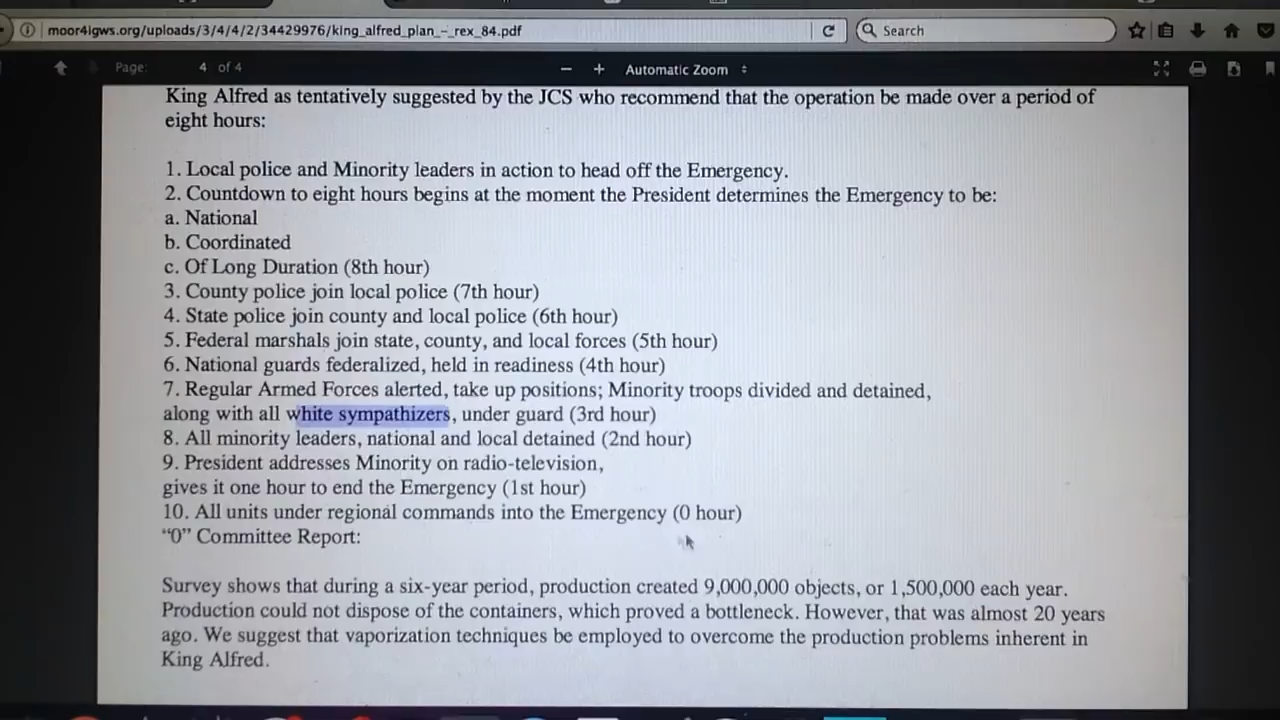 moor4igws.org/uploads/3/4/4/2/34429976/king_alfred_plan_-_rex_84.pdf
Search
Page: 4 of 4
Automatic Zoom
King Alfred as tentatively suggested by the JCS who recommend that the operation be made over a period of
eight hours:
1. Local police and Minority leaders in action to head off the Emergency.
2. Countdown to eight hours begins at the moment the President determines the Emergency to be:
a. National
b. Coordinated
c. Of Long Duration (8th hour)
3. County police join local police (7th hour)
4. State police join county and local police (6th hour)
5. Federal marshals join state, county, and local forces (5th hour)
6. National guards federalized, held in readiness (4th hour)
7. Regular Armed Forces alerted, take up positions; Minority troops divided and detained,
along with all white sympathizers, under guard (3rd hour)
8. All minority leaders, national and local detained (2nd hour)
9. President addresses Minority on radio-television,
gives it one hour to end the Emergency (1st hour)
10. All units under regional commands into the Emergency (0 hour)
“0” Committee Report:
Survey shows that during a six-year period, production created 9,000,000 objects, or 1,500,000 each year.
Production could not dispose of the containers, which proved a bottleneck. However, that was almost 20 years
ago. We suggest that vaporization techniques be employed to overcome the production problems inherent in
King Alfred.